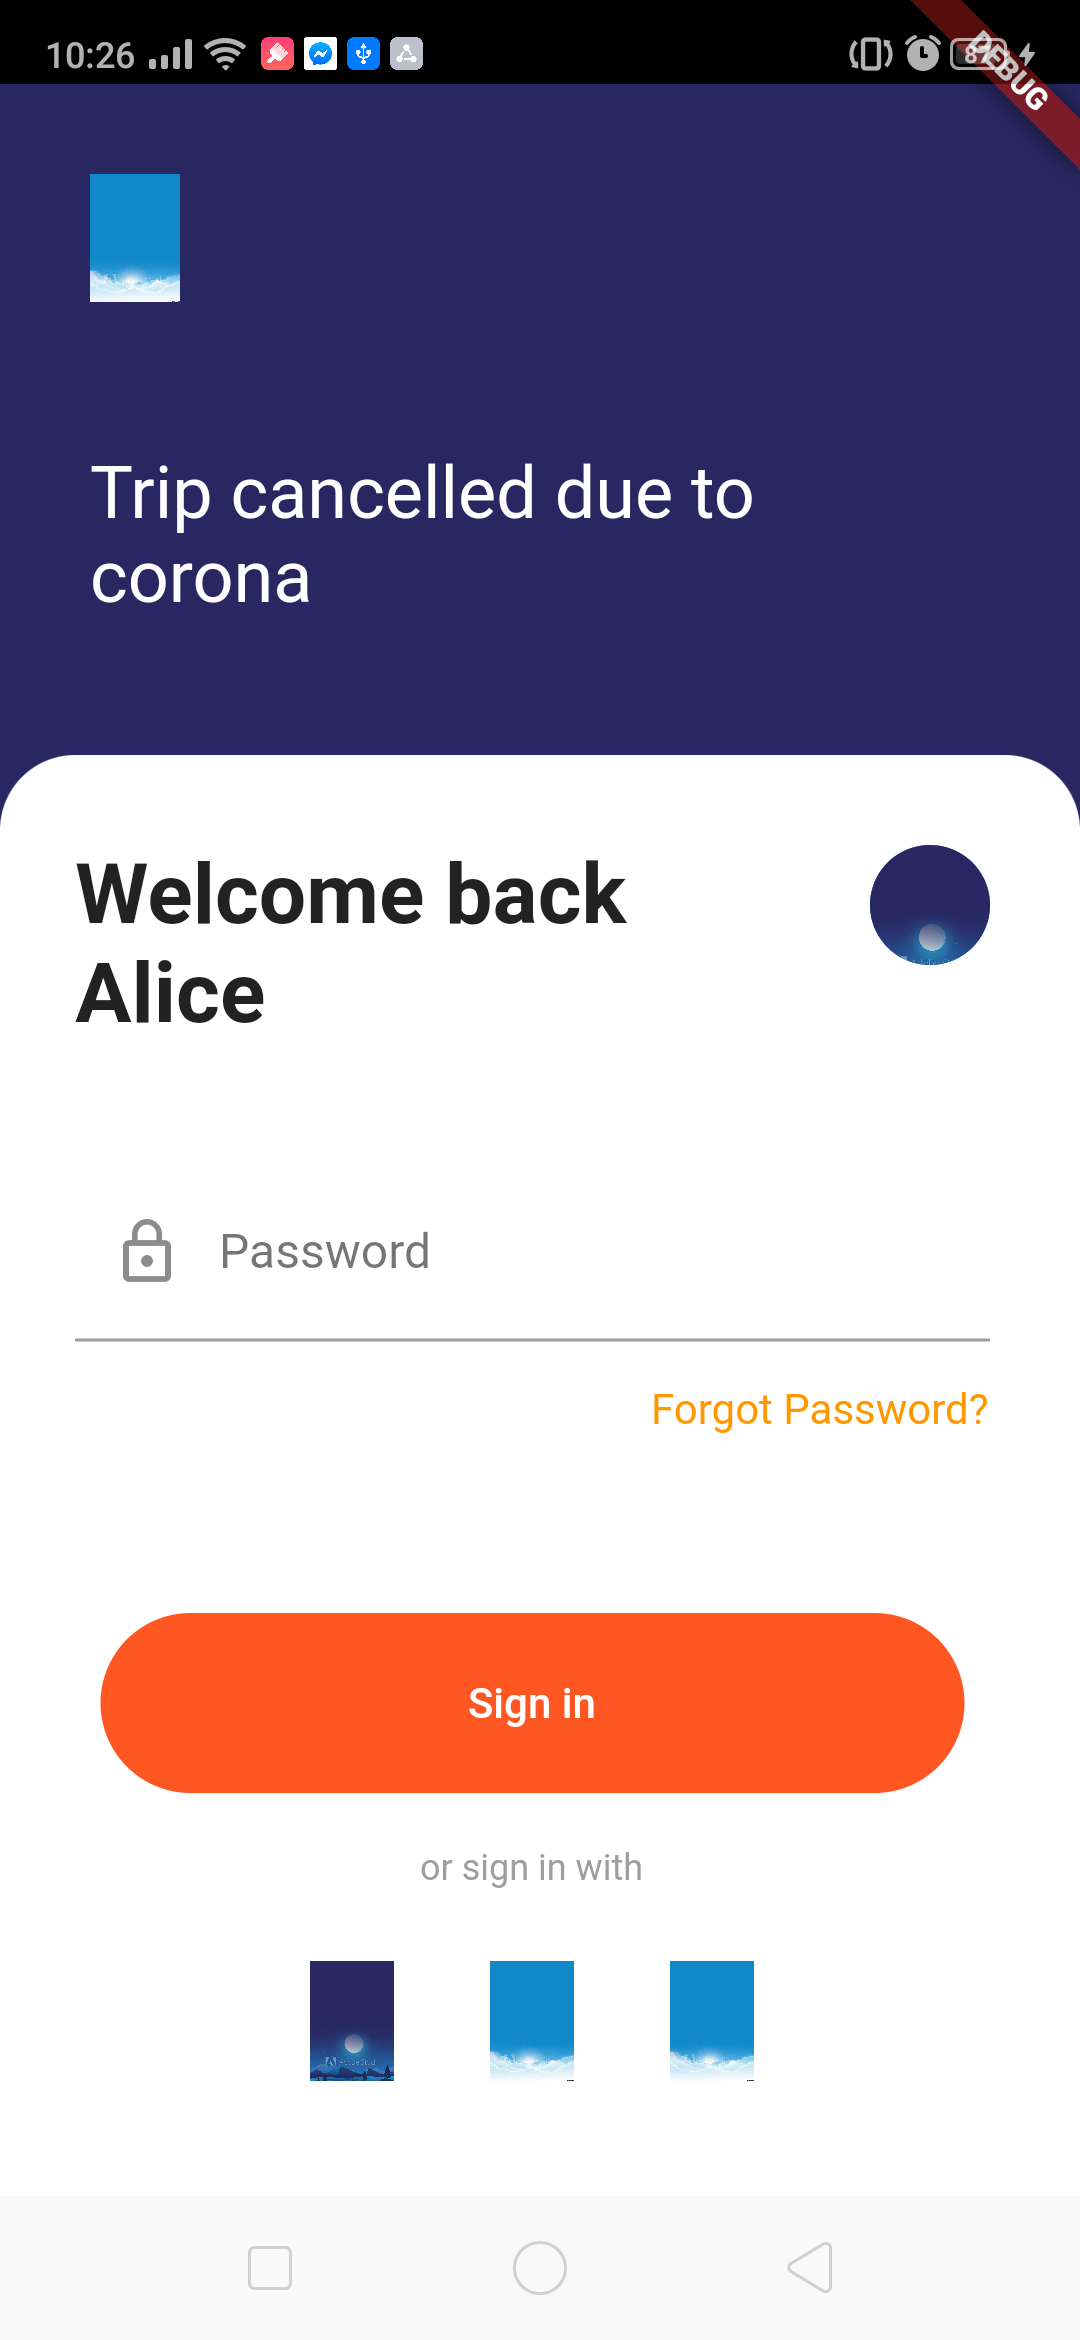 10:26
87
DEBUG
Trip cancelled due to
corona
Welcome back
Alice
Password
Forgot Password?
Sign in
or sign in with